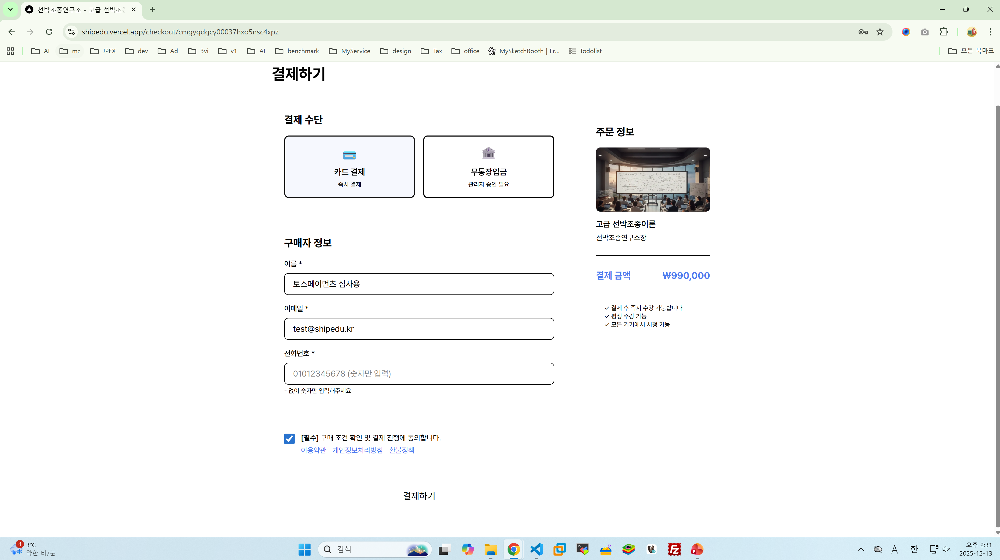 선박조종연구소 - 고급 선박조종
shipedu.vercel.app/checkout/cmgyqdgcy00037hxo5nsc4xpz
AI
mz
JPEX
dev
Ad
3vi
v1
AI
benchmark
MyService
design
Tax
office
MySketchBooth | Fr...
Todolist
모든 북마크
결제하기
결제 수단
카드 결제
즉시 결제
무통장입금
관리자 승인 필요
구매자 정보
이름 *
토스페이먼츠 심사용
이메일 *
test@shipedu.kr
전화번호 *
01012345678 (숫자만 입력)
- 없이 숫자만 입력해주세요
[필수] 구매 조건 확인 및 결제 진행에 동의합니다.
이용약관 개인정보처리방침 환불정책
결제하기
주문 정보
고급 선박조종이론
선박조종연구소장
결제 금액 ₩990,000
✓ 결제 후 즉시 수강 가능합니다
✓ 평생 수강 가능
✓ 모든 기기에서 시청 가능
4
3°C
약한 비/눈
검색
A
한
오후 2:31
2025-12-13